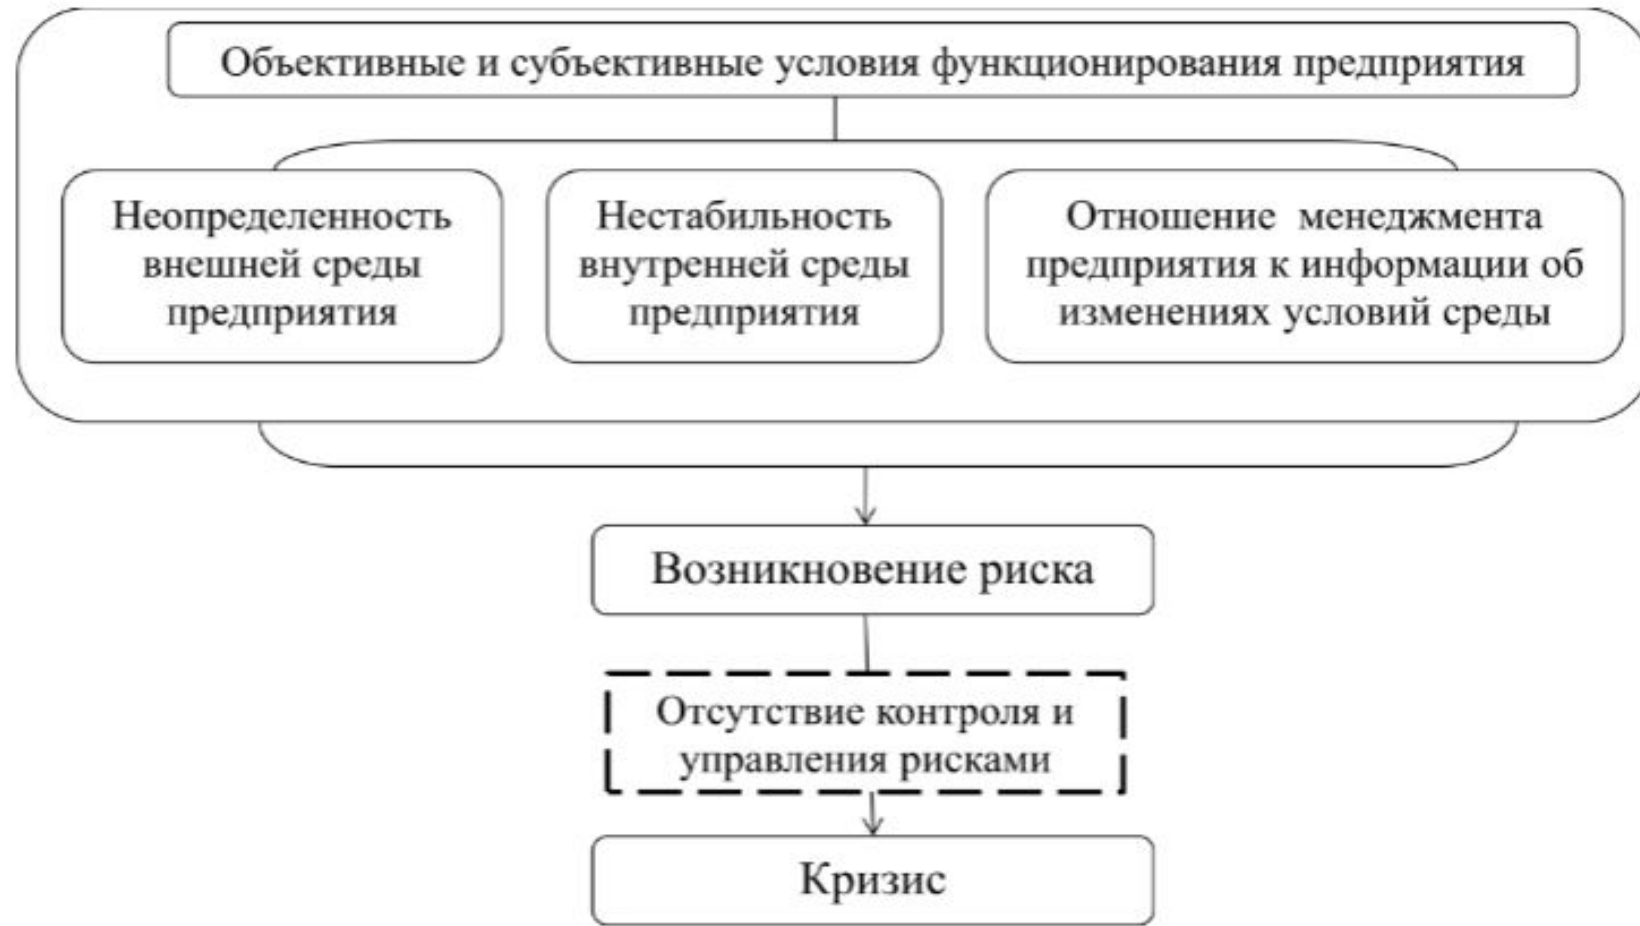 Объективные и субъективные условия функционирования предприятия
Неопределенность
внешней среды
предприятия
Нестабильность
внутренней среды
предприятия
Отношение менеджмента
предприятия к информации об
изменениях условий среды
Возникновение риска
Отсутствие контроля и
управления рисками
Кризис